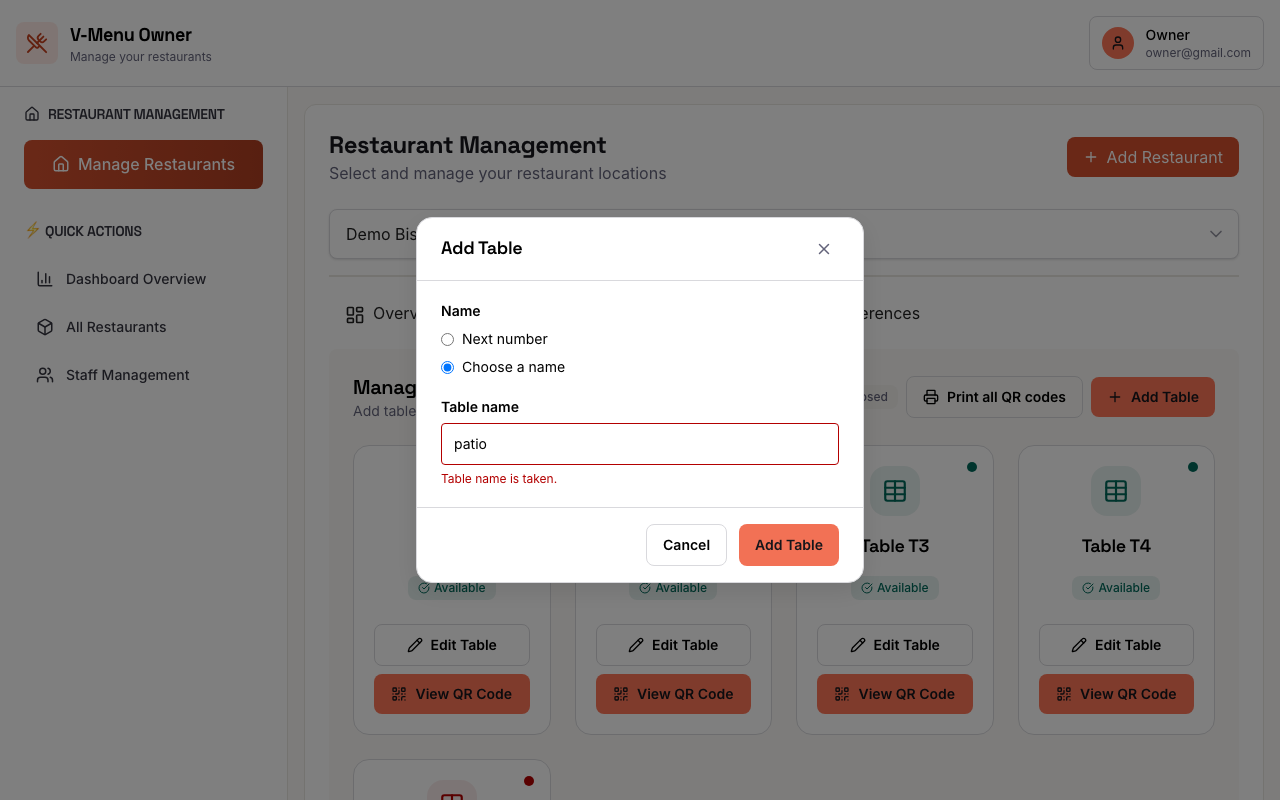 V-Menu Owner
Manage your restaurants
Owner
owner@gmail.com
RESTAURANT MANAGEMENT
Manage Restaurants
QUICK ACTIONS
Dashboard Overview
All Restaurants
Staff Management
Restaurant Management
Select and manage your restaurant locations
Add Restaurant
Demo Bis
Overv
erences
Manag
Add table
osed
Print all QR codes
Add Table
Add Table
Name
Next number
Choose a name
Table name
patio
Table name is taken.
Cancel
Add Table
Table T3
Table T4
Available
Available
Available
Available
Edit Table
Edit Table
Edit Table
Edit Table
View QR Code
View QR Code
View QR Code
View QR Code